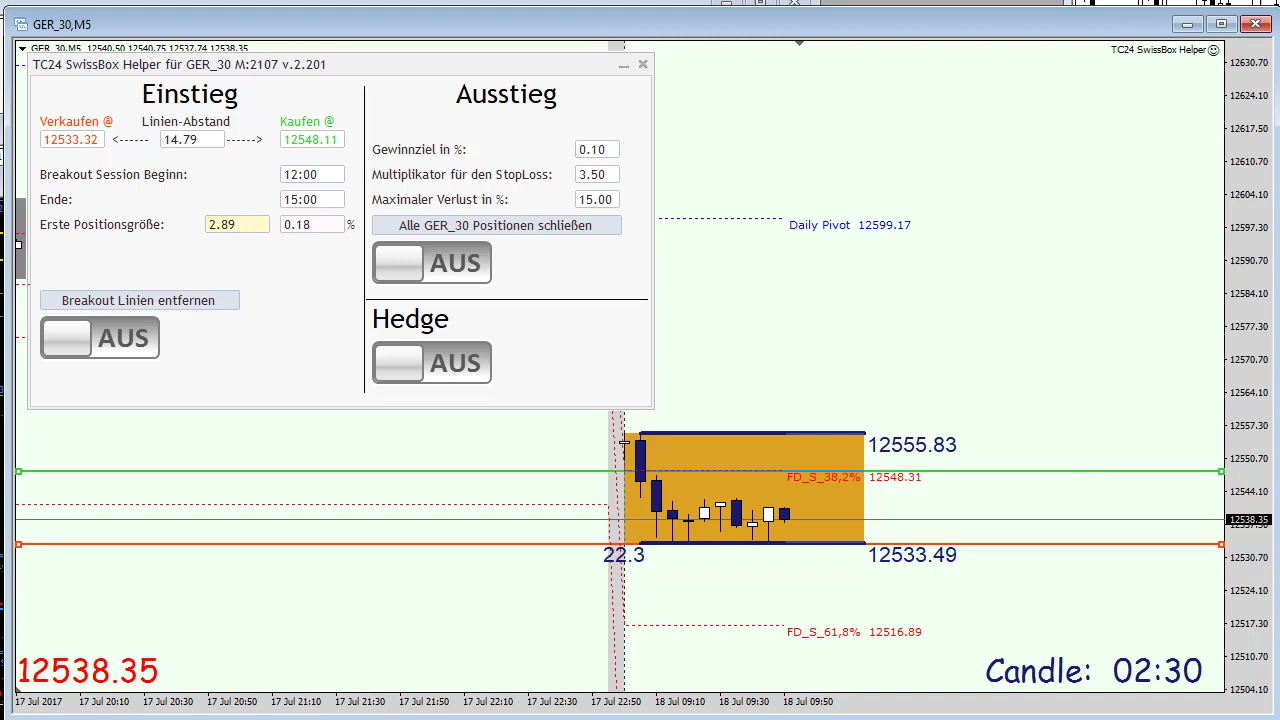 GER_30,M5
GER_30,M5 12540.50 12540.75 12537.74 12538.35
TC24 SwissBox Helper
TC24 SwissBox Helper für GER_30 M:2107 v.2.201
Einstieg
Verkaufen @ Linien-Abstand Kaufen @
12533.32 <------ 14.79 -----> 12548.11
Breakout Session Beginn: 12:00
Ende: 15:00
Erste Positionsgröße: 2.89 0.18 %
Breakout Linien entfernen
AUS
Ausstieg
Gewinnziel in %: 0.10
Multiplikator für den StopLoss: 3.50
Maximaler Verlust in %: 15.00
Alle GER_30 Positionen schließen
AUS
Hedge
AUS
Daily Pivot 12599.17
12555.83
FD_S_38,2% 12548.31
22.3
12533.49
FD_S_61,8% 12516.89
12538.35
Candle: 02:30
12630.70
12624.10
12617.50
12610.70
12604.10
12597.30
12590.70
12584.10
12577.30
12570.70
12564.10
12557.30
12550.70
12544.10
12538.35
12530.70
12524.10
12517.30
12510.70
12504.10
17 Jul 2017
17 Jul 20:10
17 Jul 20:30
17 Jul 20:50
17 Jul 21:10
17 Jul 21:30
17 Jul 21:50
17 Jul 22:10
17 Jul 22:30
17 Jul 22:50
18 Jul 09:10
18 Jul 09:30
18 Jul 09:50